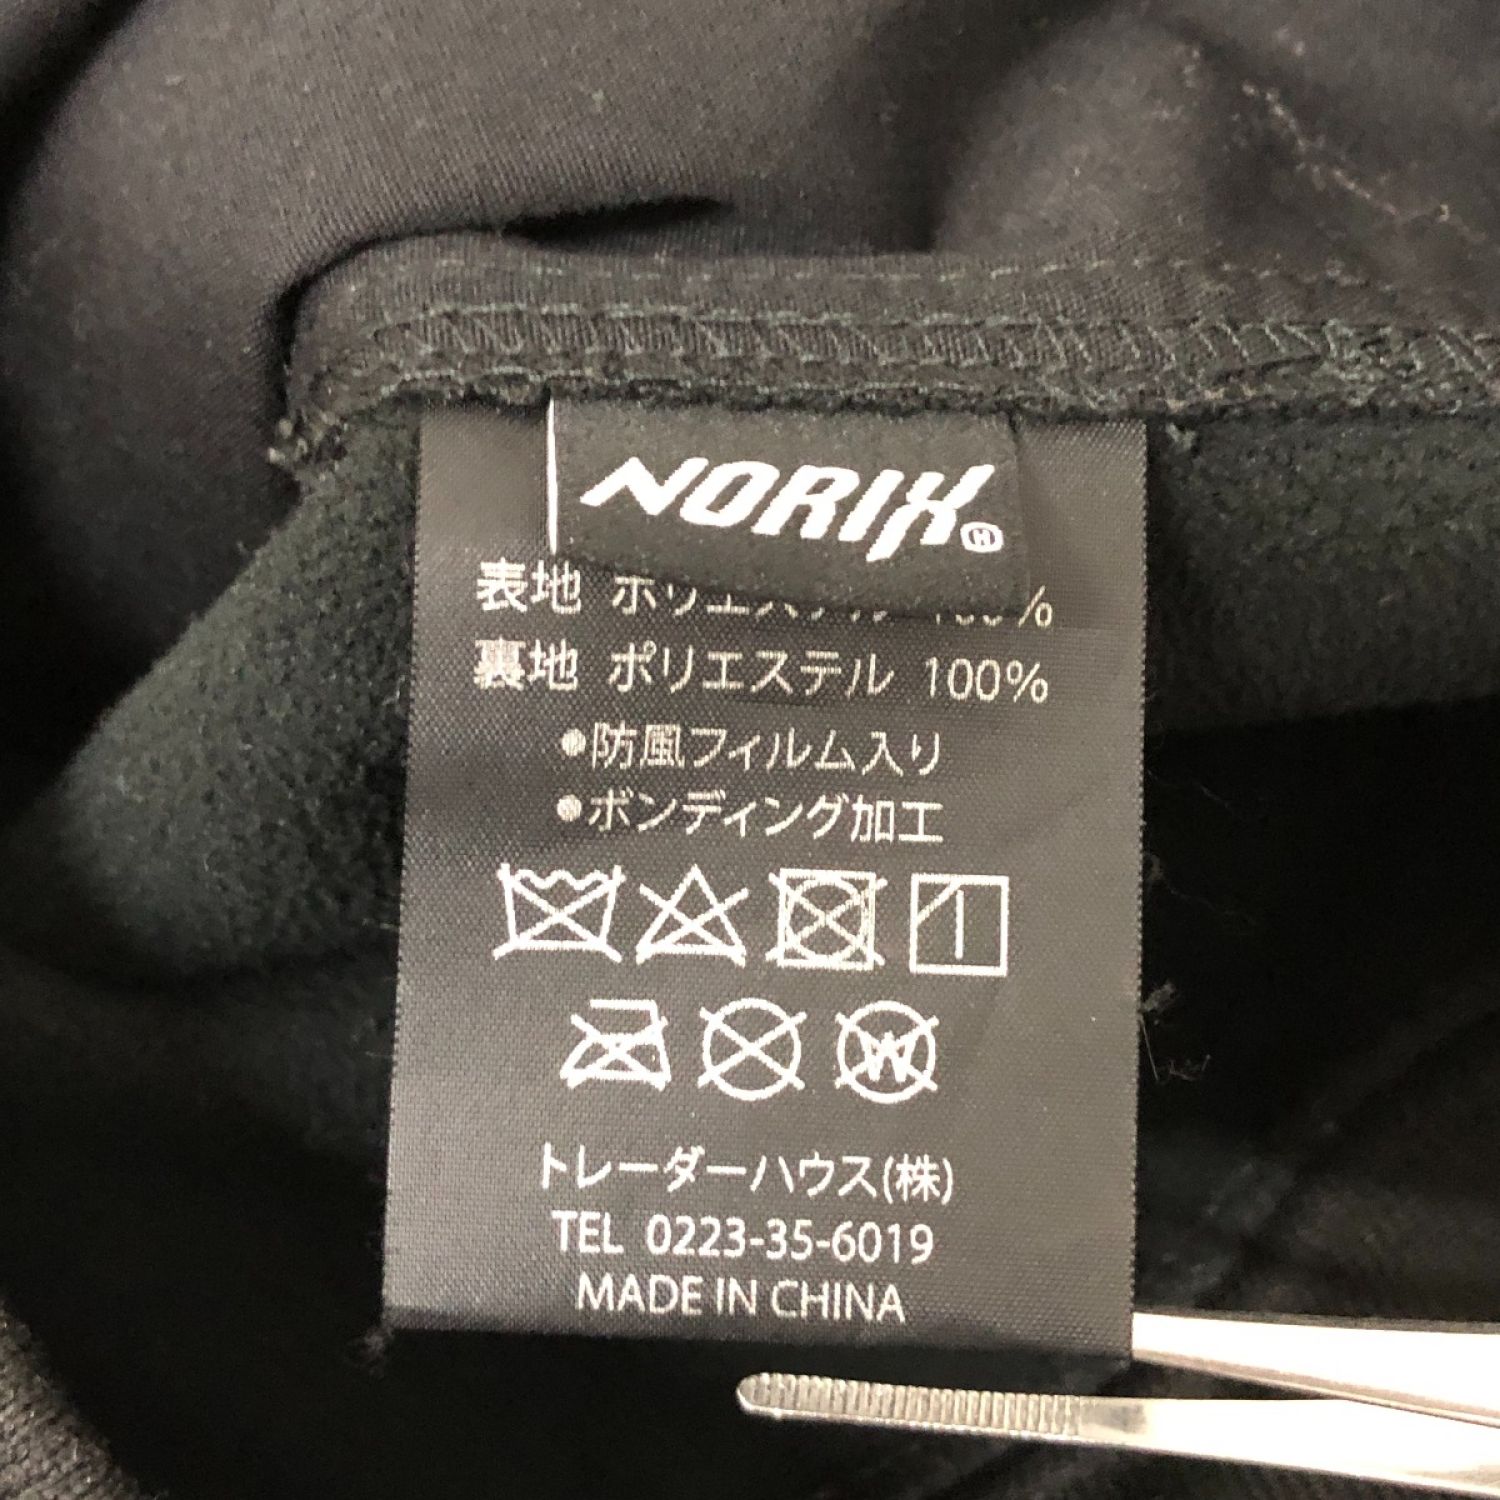 NORIX
表地 ポリエステル 100%
裏地 ポリエステル 100%
●防風フィルム入り
●ボンディング加工
W
トレーダーハウス(株)
TEL 0223-35-6019
MADE IN CHINA